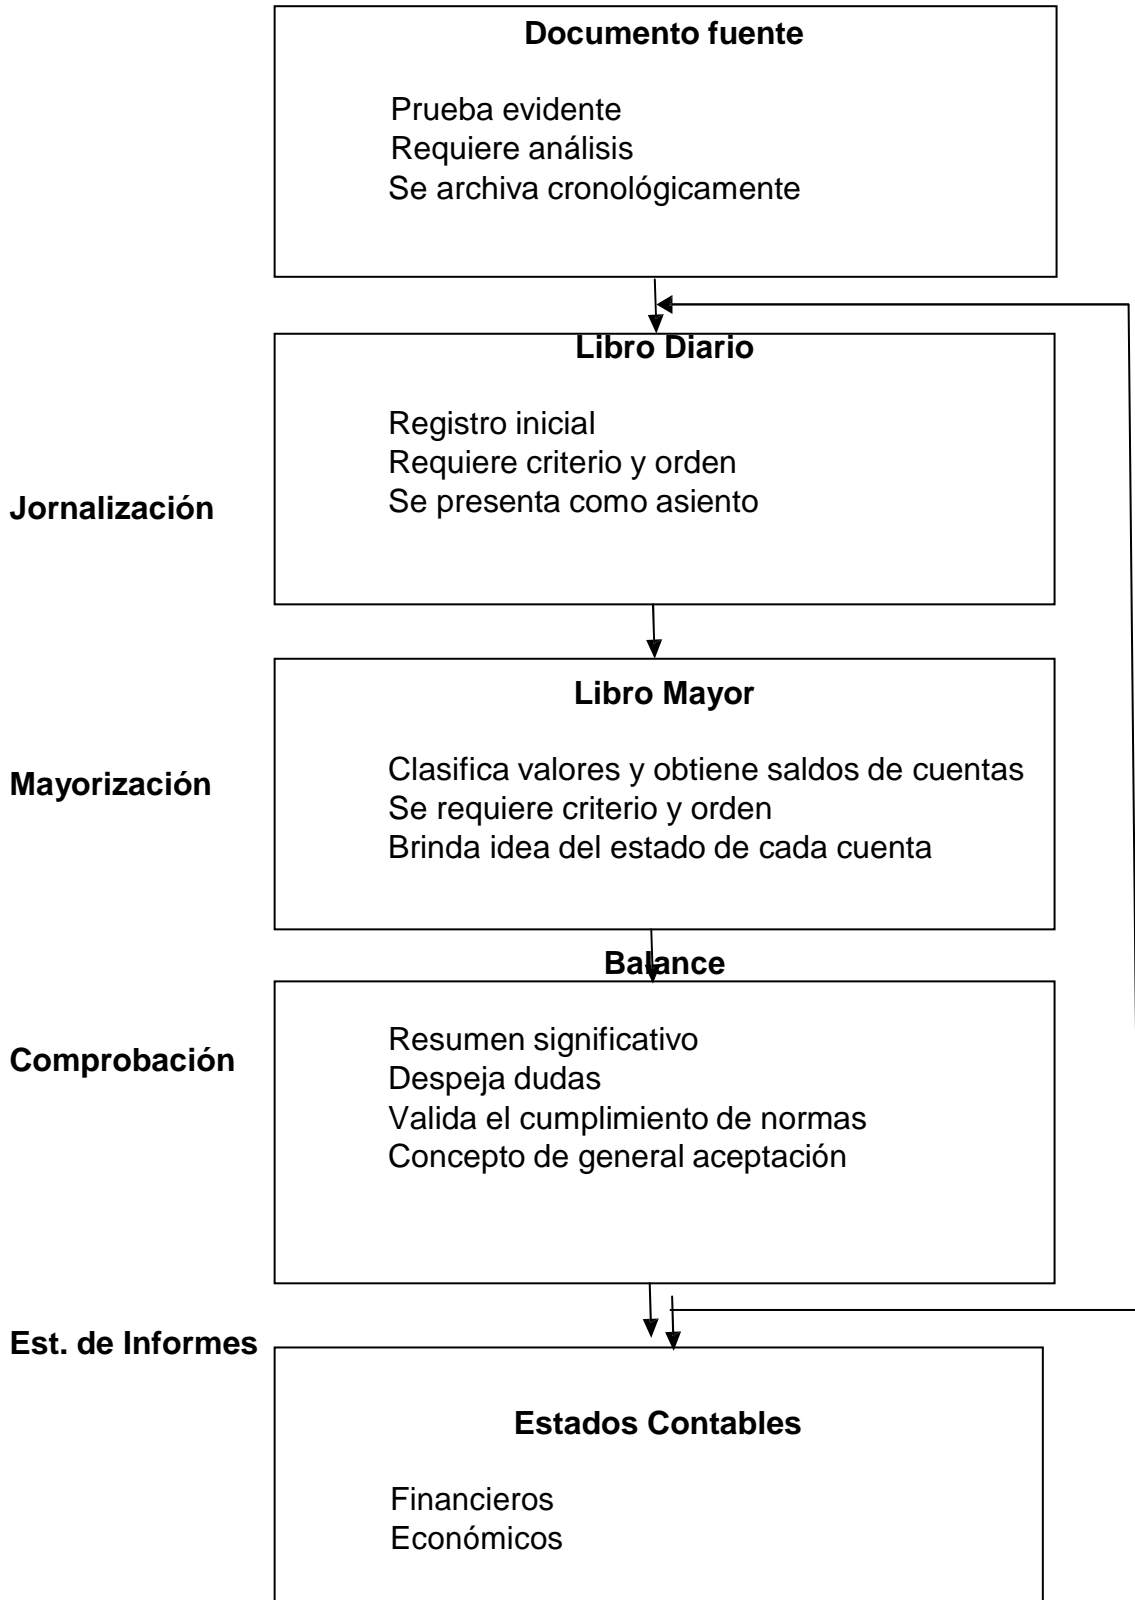 Documento fuente
Prueba evidente
Requiere análisis
Se archiva cronológicamente
Libro Diario
Registro inicial
Requiere criterio y orden
Se presenta como asiento
Jornalización
Libro Mayor
Clasifica valores y obtiene saldos de cuentas
Se requiere criterio y orden
Brinda idea del estado de cada cuenta
Mayorización
Balance
Resumen significativo
Despeja dudas
Valida el cumplimiento de normas
Concepto de general aceptación
Comprobación
Est. de Informes
Estados Contables
Financieros
Económicos